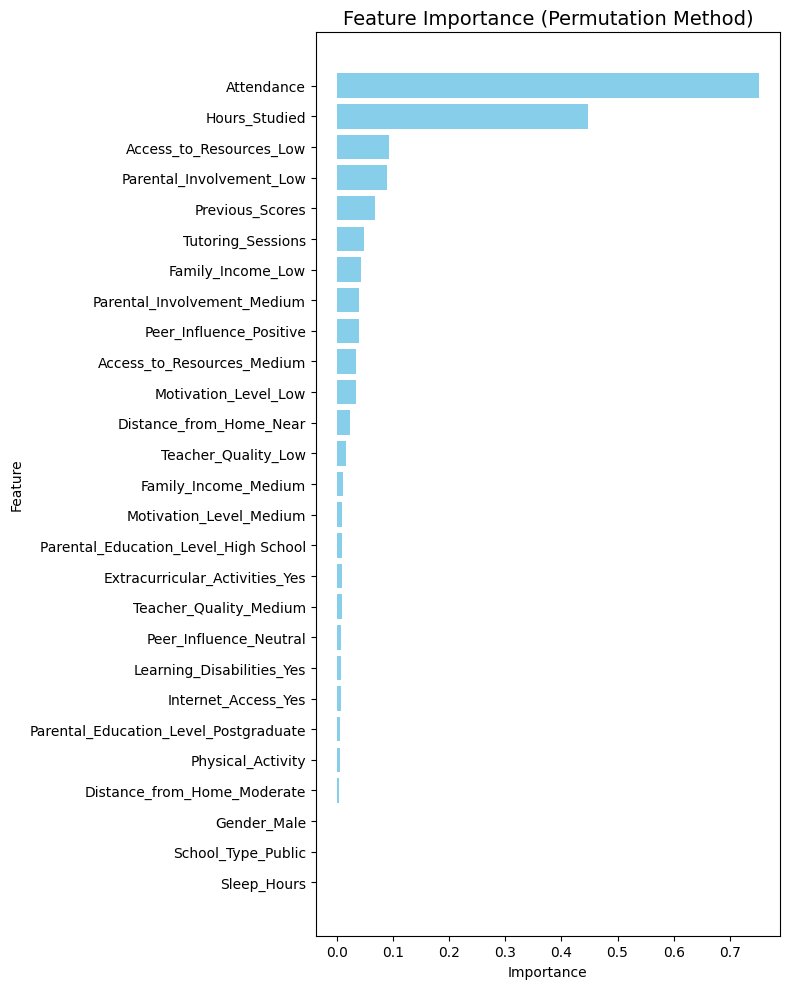 Feature Importance (Permutation Method)
Attendance
Hours_Studied
Access_to_Resources_Low
Parental_Involvement_Low
Previous_Scores
Tutoring_Sessions
Family_Income_Low
Parental_Involvement_Medium
Peer_Influence_Positive
Access_to_Resources_Medium
Motivation_Level_Low
Distance_from_Home_Near
Teacher_Quality_Low
Family_Income_Medium
Motivation_Level_Medium
Parental_Education_Level_High School
Extracurricular_Activities_Yes
Teacher_Quality_Medium
Peer_Influence_Neutral
Learning_Disabilities_Yes
Internet_Access_Yes
Parental_Education_Level_Postgraduate
Physical_Activity
Distance_from_Home_Moderate
Gender_Male
School_Type_Public
Sleep_Hours
Feature
0.0 0.1 0.2 0.3 0.4 0.5 0.6 0.7
Importance